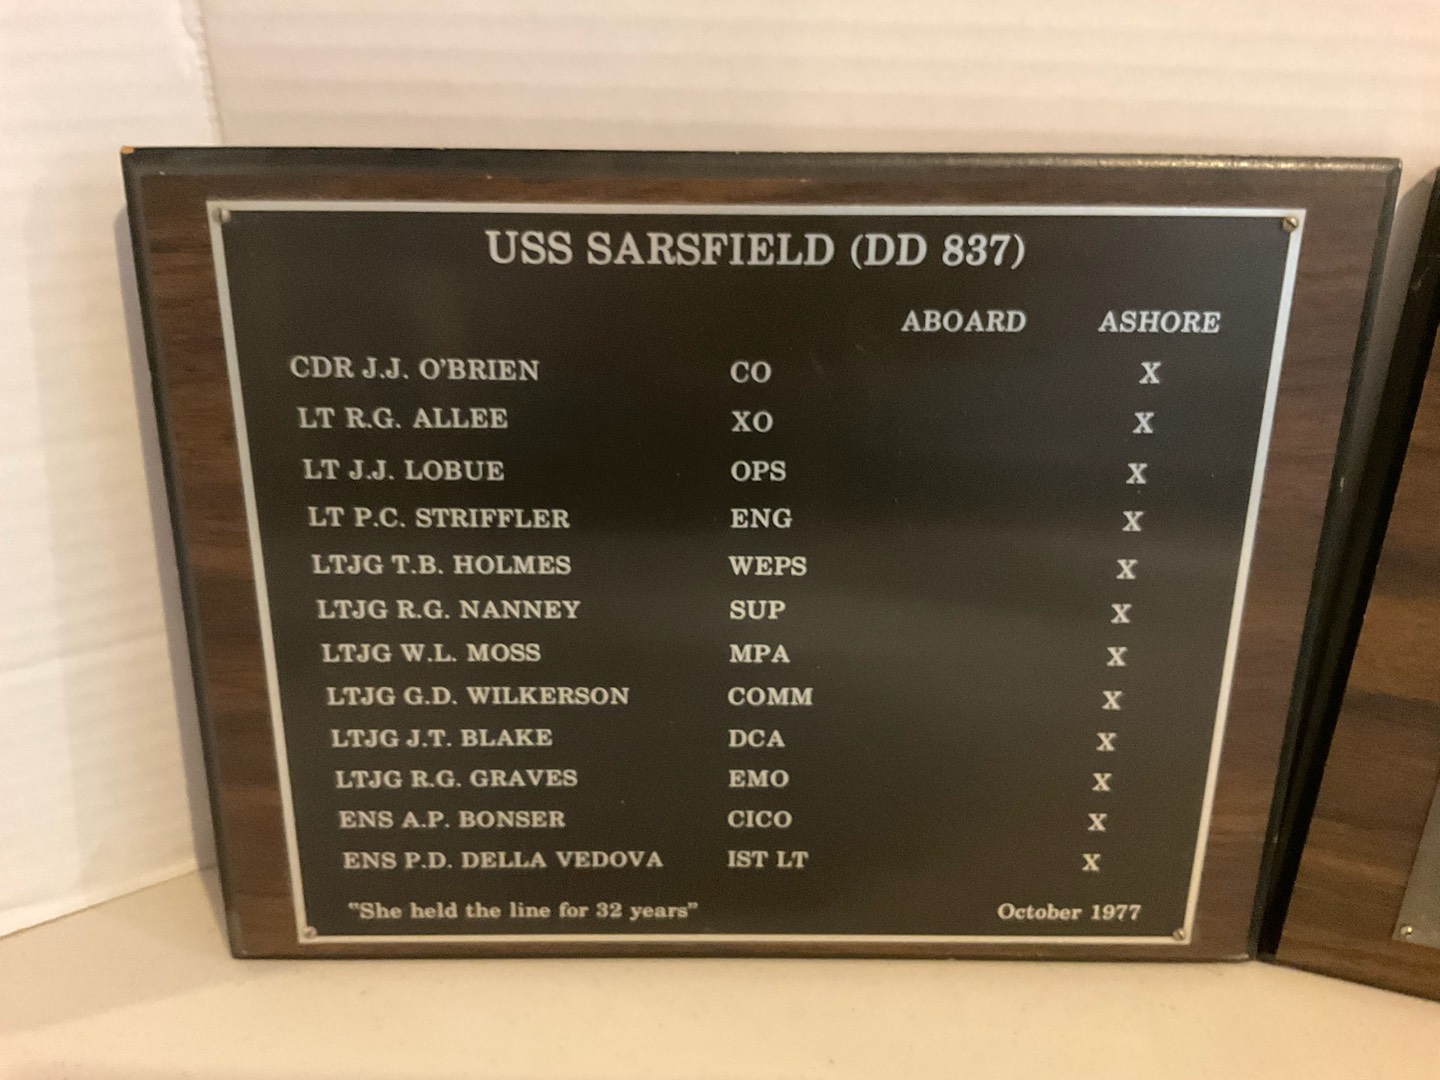 USS SARSFIELD (DD 837)
ABOARD ASHORE
CDR J.J. O'BRIEN CO X
LT R.G. ALLEE XO X
LT J.J. LOBUE OPS X
LT P.C. STRIFFLER ENG X
LTJG T.B. HOLMES WEPS X
LTJG R.G. NANNEY SUP X
LTJG W.L. MOSS MPA X
LTJG G.D. WILKERSON COMM X
LTJG J.T. BLAKE DCA X
LTJG R.G. GRAVES EMO X
ENS A.P. BONSER CICO X
ENS P.D. DELLA VEDOVA IST LT X
"She held the line for 32 years" October 1977